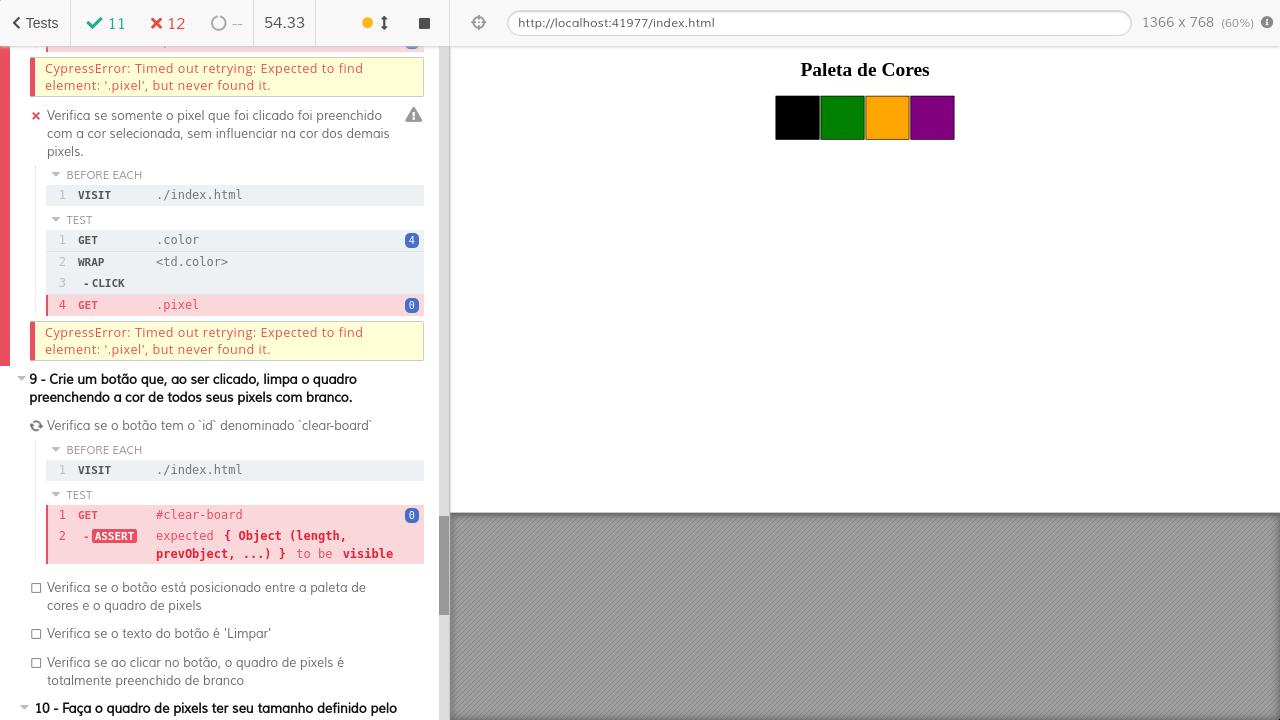 Tests
11
12
--
54.33
http://localhost:41977/index.html
1366 x 768 (60%)
CypressError: Timed out retrying: Expected to find
element: '.pixel', but never found it.
Verifica se somente o pixel que foi clicado foi preenchido
com a cor selecionada, sem influenciar na cor dos demais
pixels.
BEFORE EACH
1 VISIT ./index.html
TEST
1 GET .color 4
2 WRAP <td.color>
3 - CLICK
4 GET .pixel 0
CypressError: Timed out retrying: Expected to find
element: '.pixel', but never found it.
9 - Crie um botão que, ao ser clicado, limpa o quadro
preenchendo a cor de todos seus pixels com branco.
Verifica se o botão tem o `id` denominado `clear-board`
BEFORE EACH
1 VISIT ./index.html
TEST
1 GET #clear-board 0
2 - ASSERT expected { Object (length,
prevObject, ...) } to be visible
Verifica se o botão está posicionado entre a paleta de
cores e o quadro de pixels
Verifica se o texto do botão é 'Limpar'
Verifica se ao clicar no botão, o quadro de pixels é
totalmente preenchido de branco
10 - Faça o quadro de pixels ter seu tamanho definido pelo
Paleta de Cores